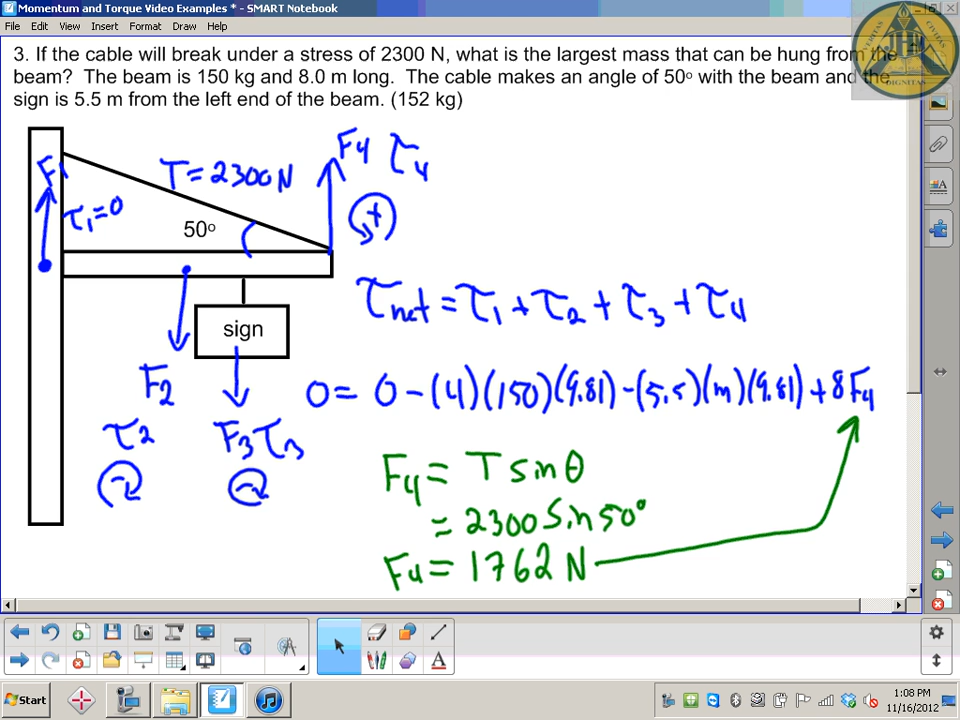 Momentum and Torque Video Examples * - SMART Notebook
File Edit View Insert Format Tools Help
3. If the cable will break under a stress of 2300 N, what is the largest mass that can be hung from the
beam? The beam is 150 kg and 8.0 m long. The cable makes an angle of 50° with the beam and the
sign is 5.5 m from the left end of the beam. (152 kg)
F1
T = 2300 N
F4 τ4
τ1 = 0
50°
+
τnet = τ1 + τ2 + τ3 + τ4
sign
F2
0 = 0 - (4)(150)(9.81) - (5.5)(m)(9.81) + 8F4
τ2
F3 τ3
F4 = T sin θ
= 2300 Sin 50°
F4 = 1762 N
Start
1:08 PM
11/16/2012